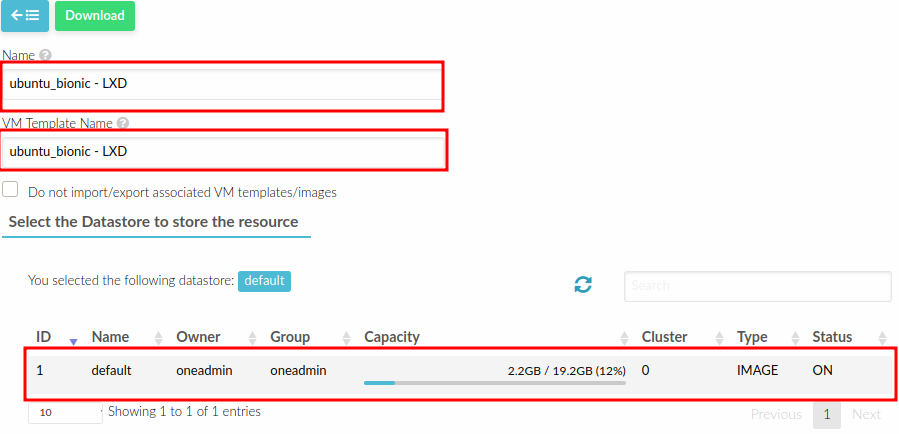 Download
Name
ubuntu_bionic - LXD
VM Template Name
ubuntu_bionic - LXD
Do not import/export associated VM templates/images
Select the Datastore to store the resource
You selected the following datastore: default
Search
ID Name Owner Group Capacity Cluster TYPE Status
1 default oneadmin oneadmin 2.2GB / 19.2GB (12%) 0 IMAGE ON
10 Showing 1 to 1 of 1 entries
Previous 1 Next